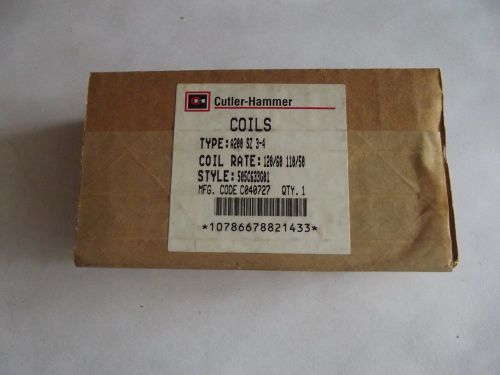 Cutler-Hammer
COILS
TYPE: A200 SZ 3-4
COIL RATE: 120/60 110/50
STYLE: 505C633G01
MFG. CODE C040727 QTY. 1
*10786678821433*